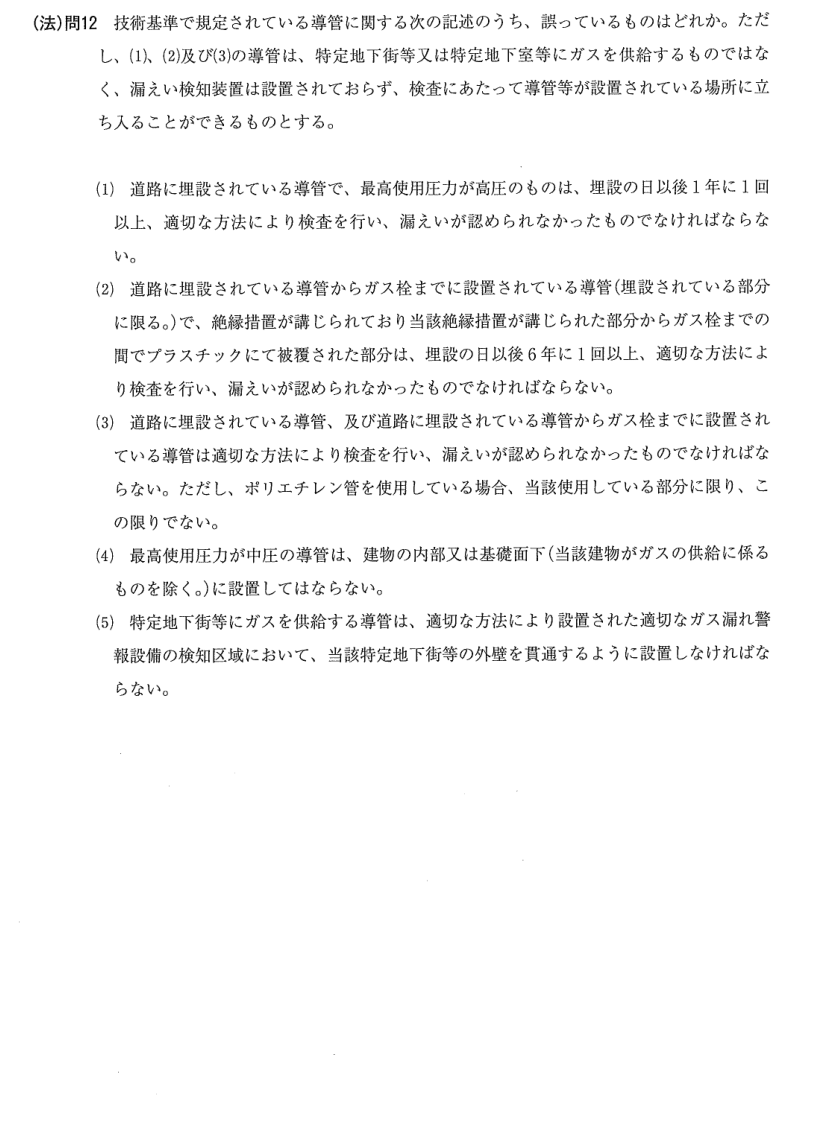 (法)問12 技術基準で規定されている導管に関する次の記述のうち、誤っているものはどれか。ただ
し、(1)、(2)及び(3)の導管は、特定地下街等又は特定地下室等にガスを供給するものではな
く、漏えい検知装置は設置されておらず、検査にあたって導管等が設置されている場所に立
ち入ることができるものとする。
(1) 道路に埋設されている導管で、最高使用圧力が高圧のものは、埋設の日以後1年に1回
以上、適切な方法により検査を行い、漏えいが認められなかったものでなければならな
い。
(2) 道路に埋設されている導管からガス栓までに設置されている導管(埋設されている部分
に限る。)で、絶縁措置が講じられており当該絶縁措置が講じられた部分からガス栓までの
間でプラスチックにて被覆された部分は、埋設の日以後6年に1回以上、適切な方法によ
り検査を行い、漏えいが認められなかったものでなければならない。
(3) 道路に埋設されている導管、及び道路に埋設されている導管からガス栓までに設置され
ている導管は適切な方法により検査を行い、漏えいが認められなかったものでなければな
らない。ただし、ポリエチレン管を使用している場合、当該使用している部分に限り、こ
の限りでない。
(4) 最高使用圧力が中圧の導管は、建物の内部又は基礎面下(当該建物がガスの供給に係る
ものを除く。)に設置してはならない。
(5) 特定地下街等にガスを供給する導管は、適切な方法により設置された適切なガス漏れ警
報設備の検知区域において、当該特定地下街等の外壁を貫通するように設置しなければな
らない。